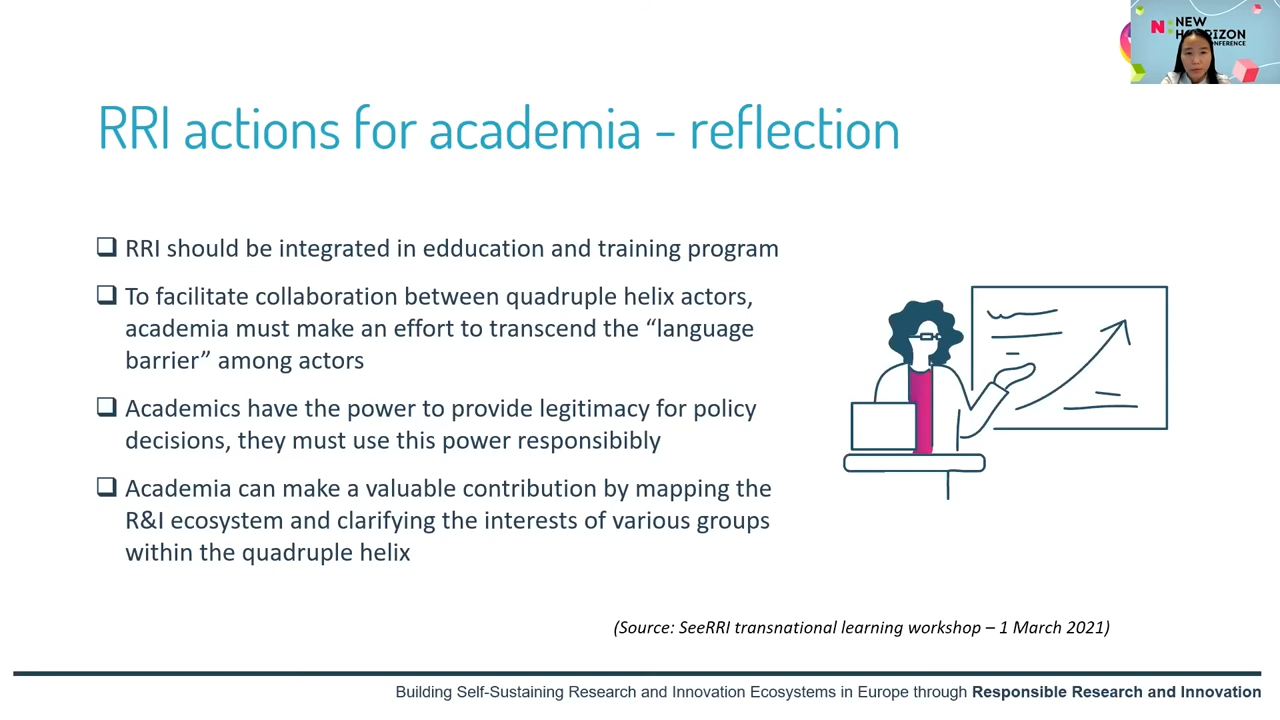 N: NEW
CONFERENCE
RRI actions for academia - reflection
❑ RRI should be integrated in edducation and training program
❑ To facilitate collaboration between quadruple helix actors,
academia must make an effort to transcend the “language
barrier” among actors
❑ Academics have the power to provide legitimacy for policy
decisions, they must use this power responsibibly
❑ Academia can make a valuable contribution by mapping the
R&I ecosystem and clarifying the interests of various groups
within the quadruple helix
(Source: SeeRRI transnational learning workshop – 1 March 2021)
Building Self-Sustaining Research and Innovation Ecosystems in Europe through Responsible Research and Innovation